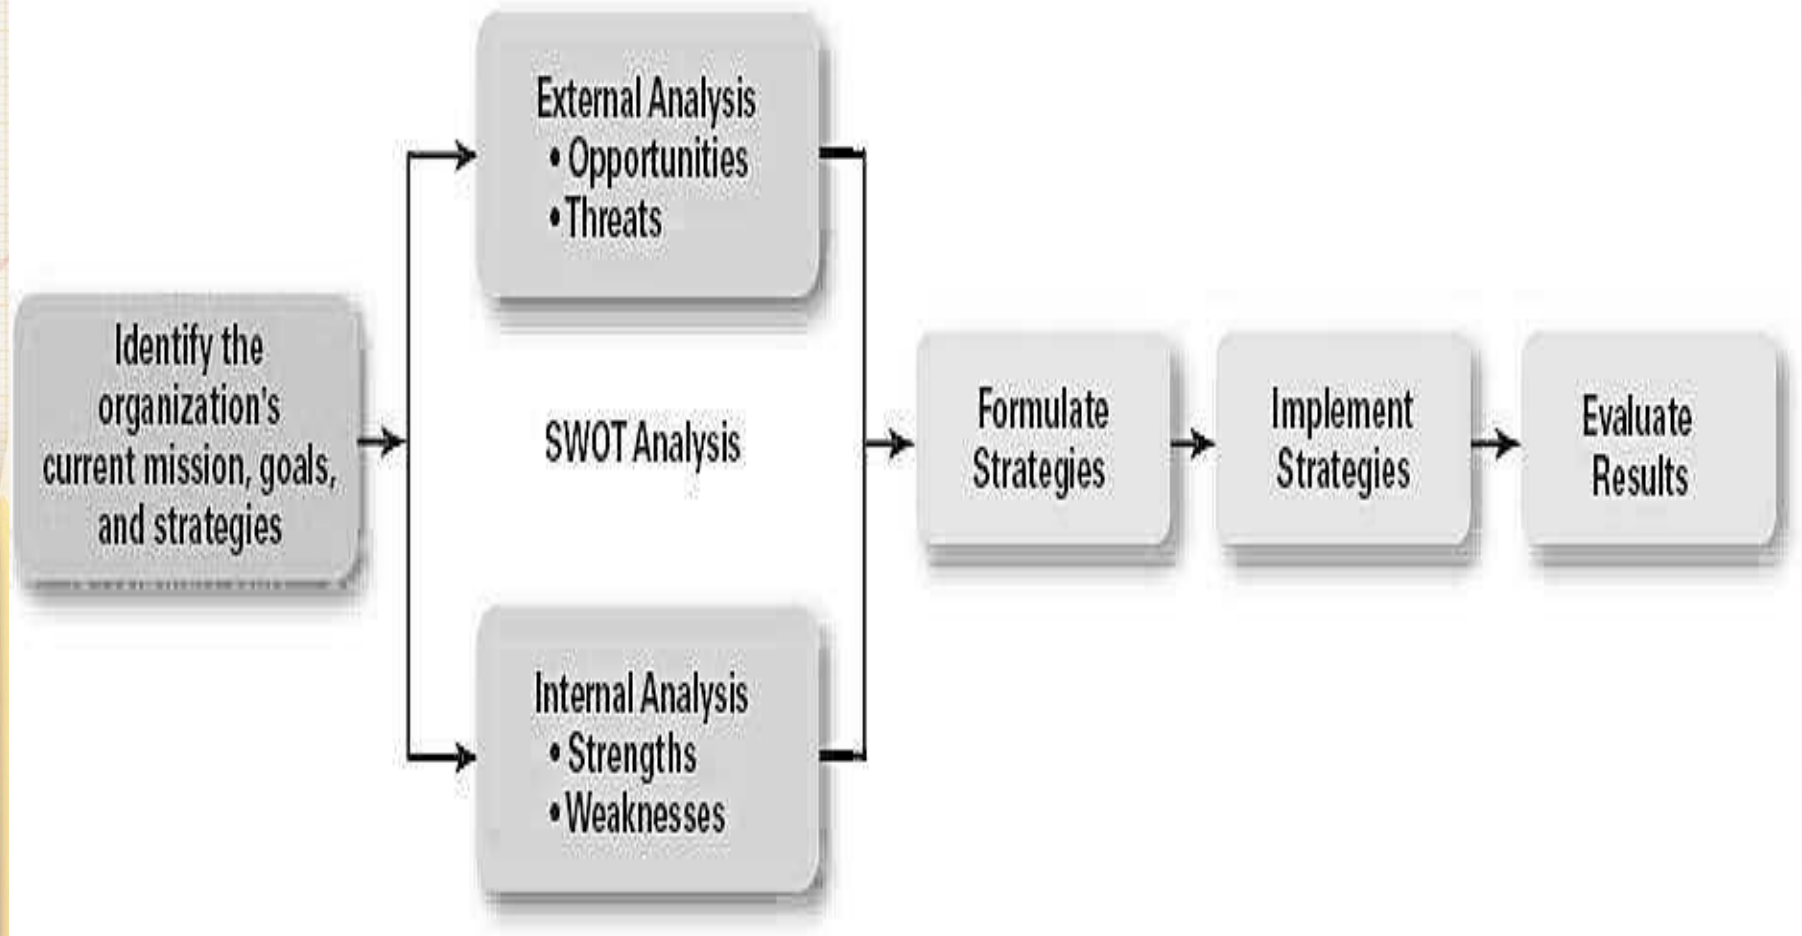 Identify the
organization's
current mission, goals,
and strategies
External Analysis
• Opportunities
• Threats
SWOT Analysis
Internal Analysis
• Strengths
• Weaknesses
Formulate
Strategies
Implement
Strategies
Evaluate
Results